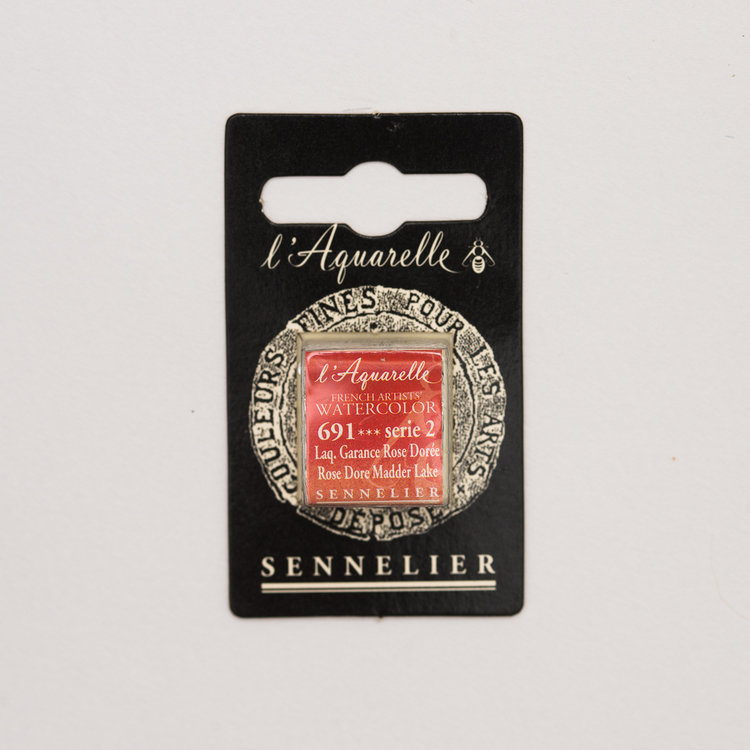 l'Aquarelle
COULEURS FINES POUR LES ARTS
DÉPOSÉ
l'Aquarelle
FRENCH ARTISTS'
WATERCOLOR
691*** serie 2
Laq. Garance Rose Dorée
Rose Dore Madder Lake
SENNELIER
SENNELIER